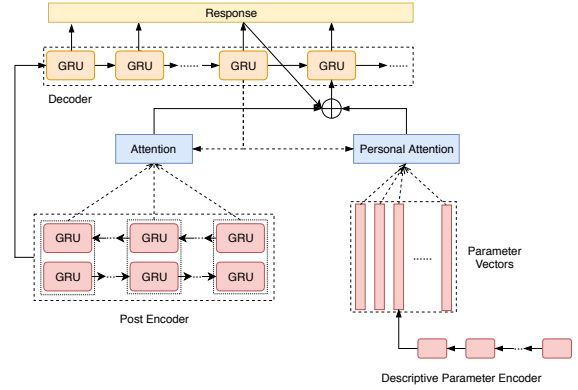 Response
GRU GRU ...... GRU GRU ......
Decoder
Attention
Personal Attention
GRU ... GRU ... GRU
GRU ... GRU ... GRU
......
Parameter
Vectors
Post Encoder
...
Descriptive Parameter Encoder